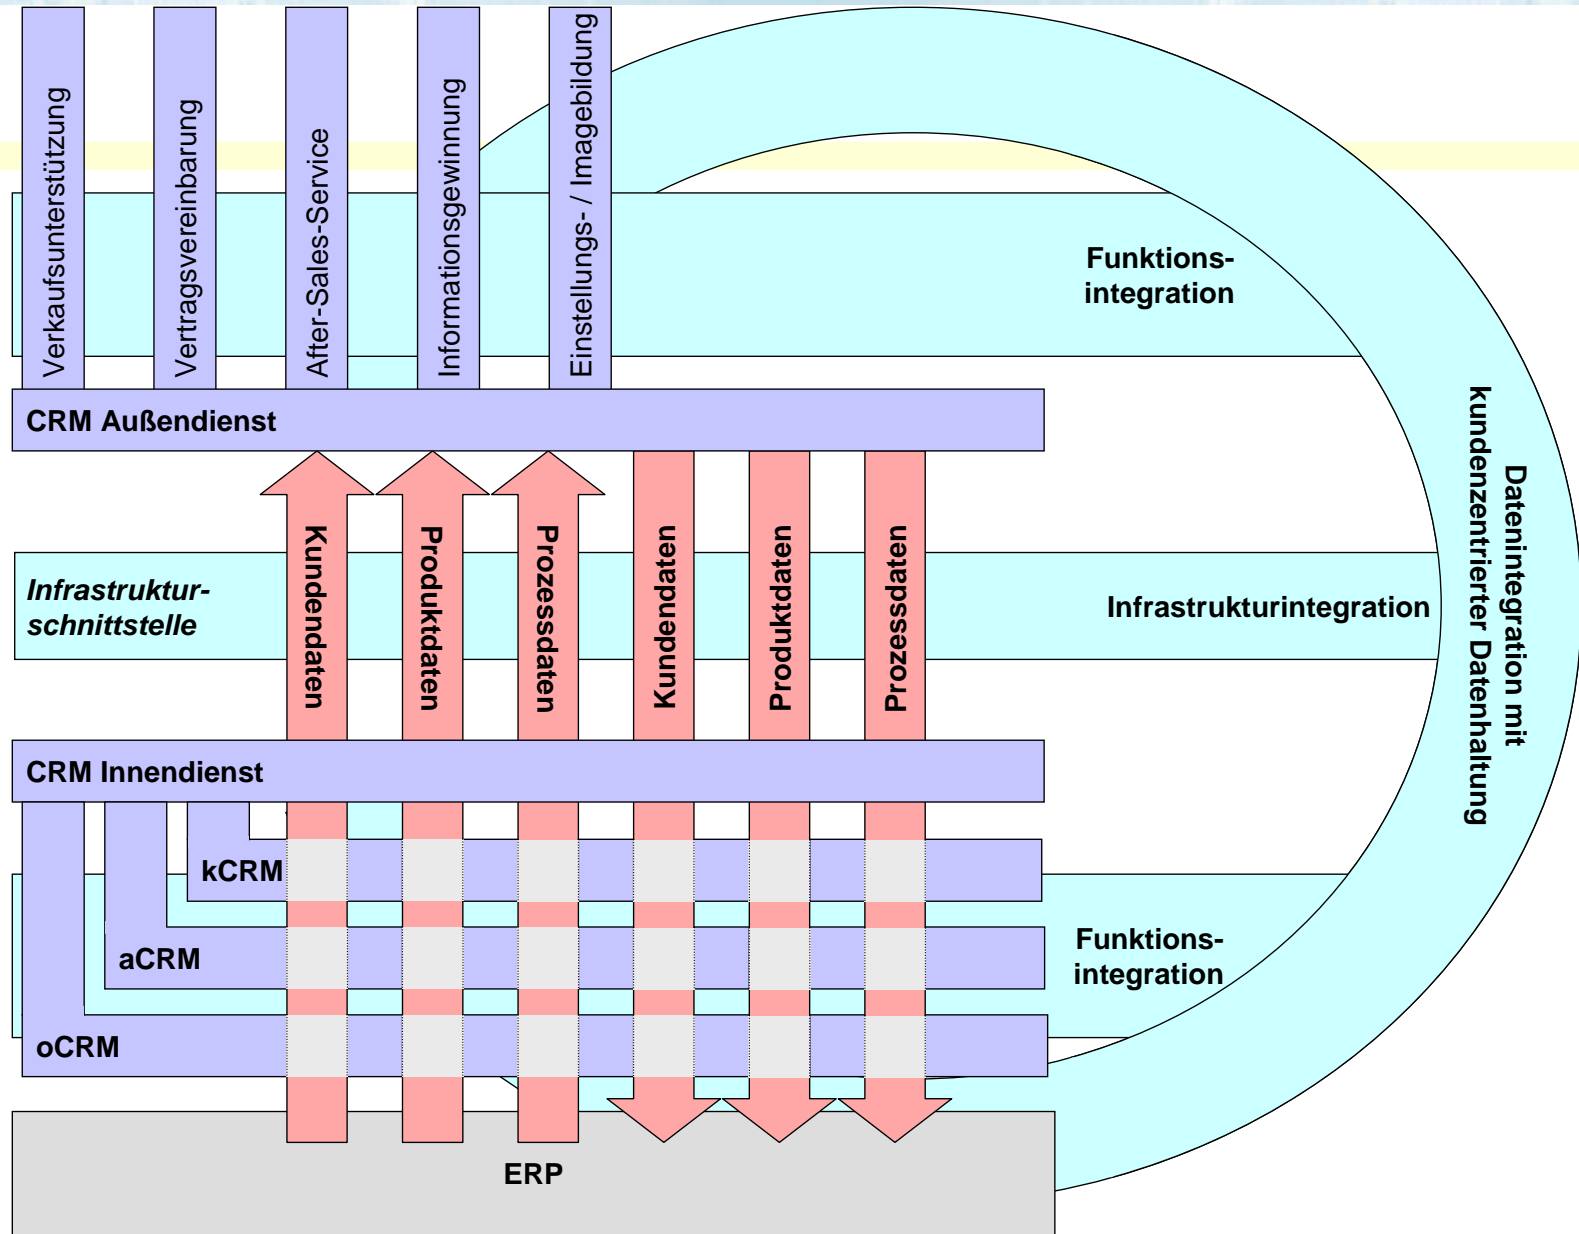 Verkaufsunterstützung
Vertragsvereinbarung
After-Sales-Service
Informationsgewinnung
Einstellungs- / Imagebildung
Funktions-
integration
CRM Außendienst
Datenintegration mit
kundenzentrierter Datenhaltung
Kundendaten
Produktdaten
Prozessdaten
Kundendaten
Produktdaten
Prozessdaten
Infrastruktur-
schnittstelle
Infrastrukturintegration
CRM Innendienst
kCRM
aCRM
oCRM
Funktions-
integration
ERP